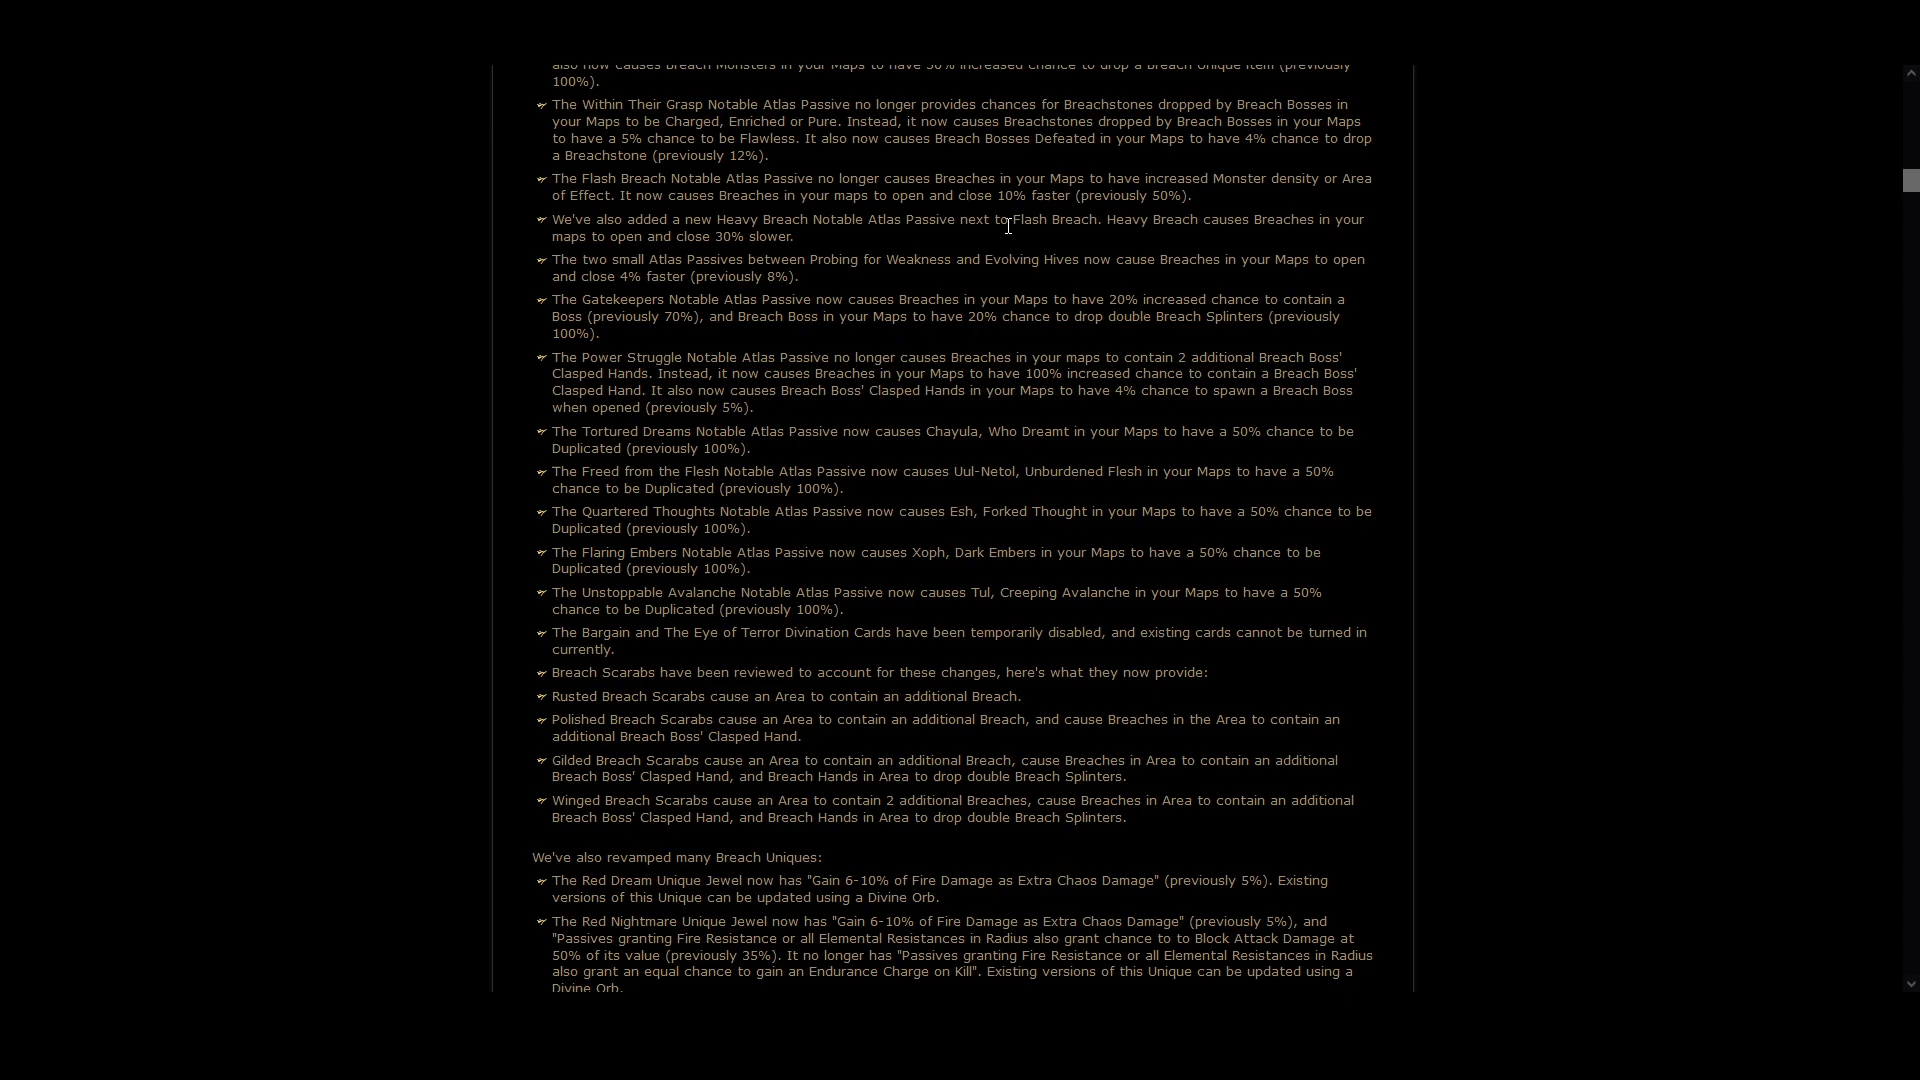 also now causes Breach Monsters in your Maps to have 50% increased chance to drop a Breach Unique Item (previously
100%).
The Within Their Grasp Notable Atlas Passive no longer provides chances for Breachstones dropped by Breach Bosses in
your Maps to be Charged, Enriched or Pure. Instead, it now causes Breachstones dropped by Breach Bosses in your Maps
to have a 5% chance to be Flawless. It also now causes Breach Bosses Defeated in your Maps to have 4% chance to drop
a Breachstone (previously 12%).
The Flash Breach Notable Atlas Passive no longer causes Breaches in your Maps to have increased Monster density or Area
of Effect. It now causes Breaches in your maps to open and close 10% faster (previously 50%).
We've also added a new Heavy Breach Notable Atlas Passive next to Flash Breach. Heavy Breach causes Breaches in your
maps to open and close 30% slower.
The two small Atlas Passives between Probing for Weakness and Evolving Hives now cause Breaches in your Maps to open
and close 4% faster (previously 8%).
The Gatekeepers Notable Atlas Passive now causes Breaches in your Maps to have 20% increased chance to contain a
Boss (previously 70%), and Breach Boss in your Maps to have 20% chance to drop double Breach Splinters (previously
100%).
The Power Struggle Notable Atlas Passive no longer causes Breaches in your maps to contain 2 additional Breach Boss'
Clasped Hands. Instead, it now causes Breaches in your Maps to have 100% increased chance to contain a Breach Boss'
Clasped Hand. It also now causes Breach Boss' Clasped Hands in your Maps to have 4% chance to spawn a Breach Boss
when opened (previously 5%).
The Tortured Dreams Notable Atlas Passive now causes Chayula, Who Dreamt in your Maps to have a 50% chance to be
Duplicated (previously 100%).
The Freed from the Flesh Notable Atlas Passive now causes Uul-Netol, Unburdened Flesh in your Maps to have a 50%
chance to be Duplicated (previously 100%).
The Quartered Thoughts Notable Atlas Passive now causes Esh, Forked Thought in your Maps to have a 50% chance to be
Duplicated (previously 100%).
The Flaring Embers Notable Atlas Passive now causes Xoph, Dark Embers in your Maps to have a 50% chance to be
Duplicated (previously 100%).
The Unstoppable Avalanche Notable Atlas Passive now causes Tul, Creeping Avalanche in your Maps to have a 50%
chance to be Duplicated (previously 100%).
The Bargain and The Eye of Terror Divination Cards have been temporarily disabled, and existing cards cannot be turned in
currently.
Breach Scarabs have been reviewed to account for these changes, here's what they now provide:
Rusted Breach Scarabs cause an Area to contain an additional Breach.
Polished Breach Scarabs cause an Area to contain an additional Breach, and cause Breaches in the Area to contain an
additional Breach Boss' Clasped Hand.
Gilded Breach Scarabs cause an Area to contain an additional Breach, cause Breaches in Area to contain an additional
Breach Boss' Clasped Hand, and Breach Hands in Area to drop double Breach Splinters.
Winged Breach Scarabs cause an Area to contain 2 additional Breaches, cause Breaches in Area to contain an additional
Breach Boss' Clasped Hand, and Breach Hands in Area to drop double Breach Splinters.
We've also revamped many Breach Uniques:
The Red Dream Unique Jewel now has "Gain 6-10% of Fire Damage as Extra Chaos Damage" (previously 5%). Existing
versions of this Unique can be updated using a Divine Orb.
The Red Nightmare Unique Jewel now has "Gain 6-10% of Fire Damage as Extra Chaos Damage" (previously 5%), and
"Passives granting Fire Resistance or all Elemental Resistances in Radius also grant chance to to Block Attack Damage at
50% of its value (previously 35%). It no longer has "Passives granting Fire Resistance or all Elemental Resistances in Radius
also grant an equal chance to gain an Endurance Charge on Kill". Existing versions of this Unique can be updated using a
Divine Orb.